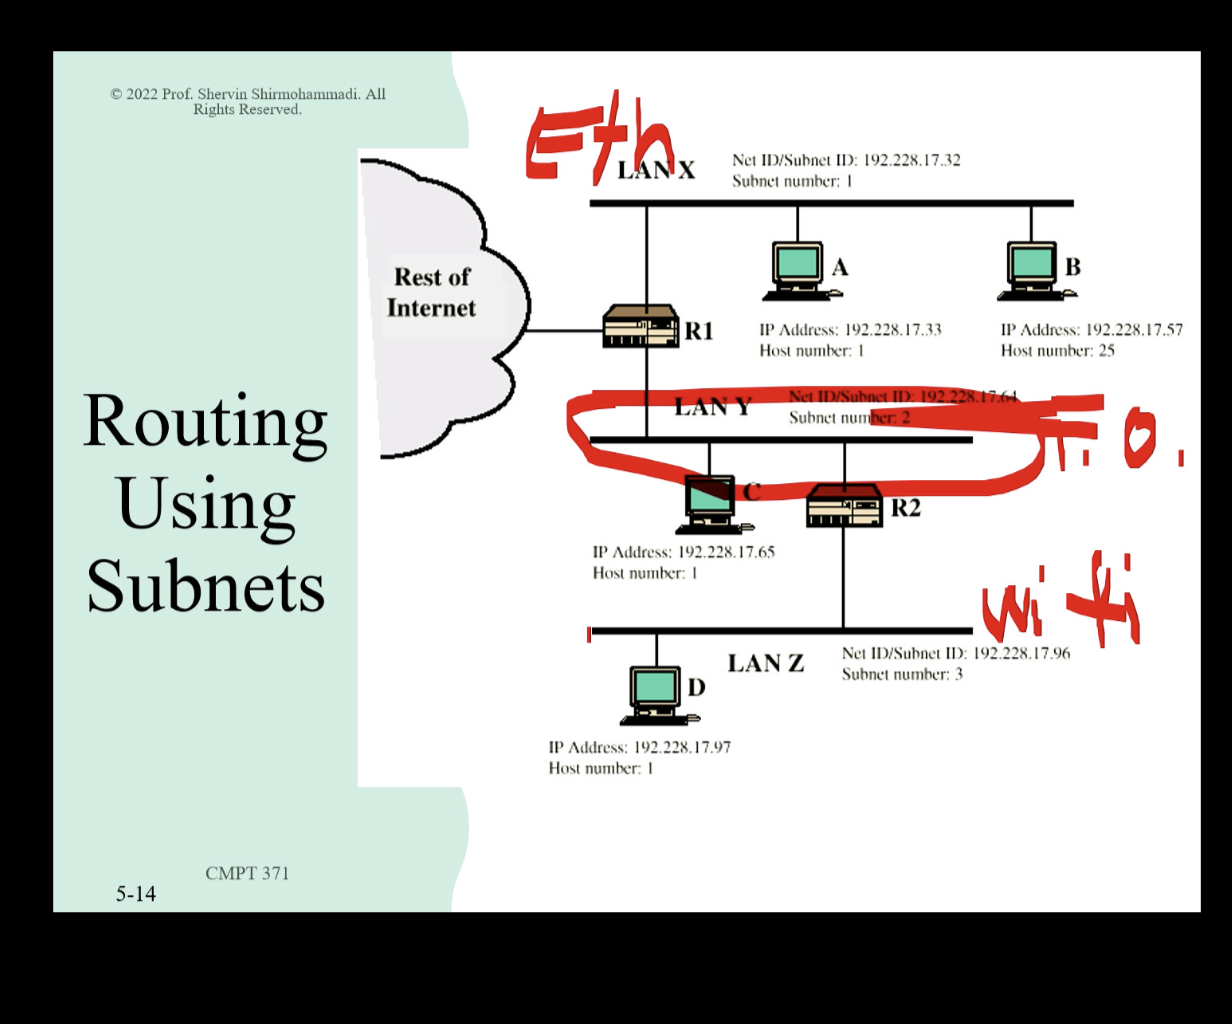 © 2022 Prof. Shervin Shirmohammadi. All
Rights Reserved.
Eth
LAN X
Net ID/Subnet ID: 192.228.17.32
Subnet number: 1
Rest of
Internet
A
B
R1
IP Address: 192.228.17.33
Host number: 1
IP Address: 192.228.17.57
Host number: 25
Routing
Using
Subnets
LAN Y
Net ID/Subnet ID: 192.228.17.64
Subnet number: 2
F.O.
C
R2
IP Address: 192.228.17.65
Host number: 1
Wi fi
LAN Z
Net ID/Subnet ID: 192.228.17.96
Subnet number: 3
D
IP Address: 192.228.17.97
Host number: 1
CMPT 371
5-14